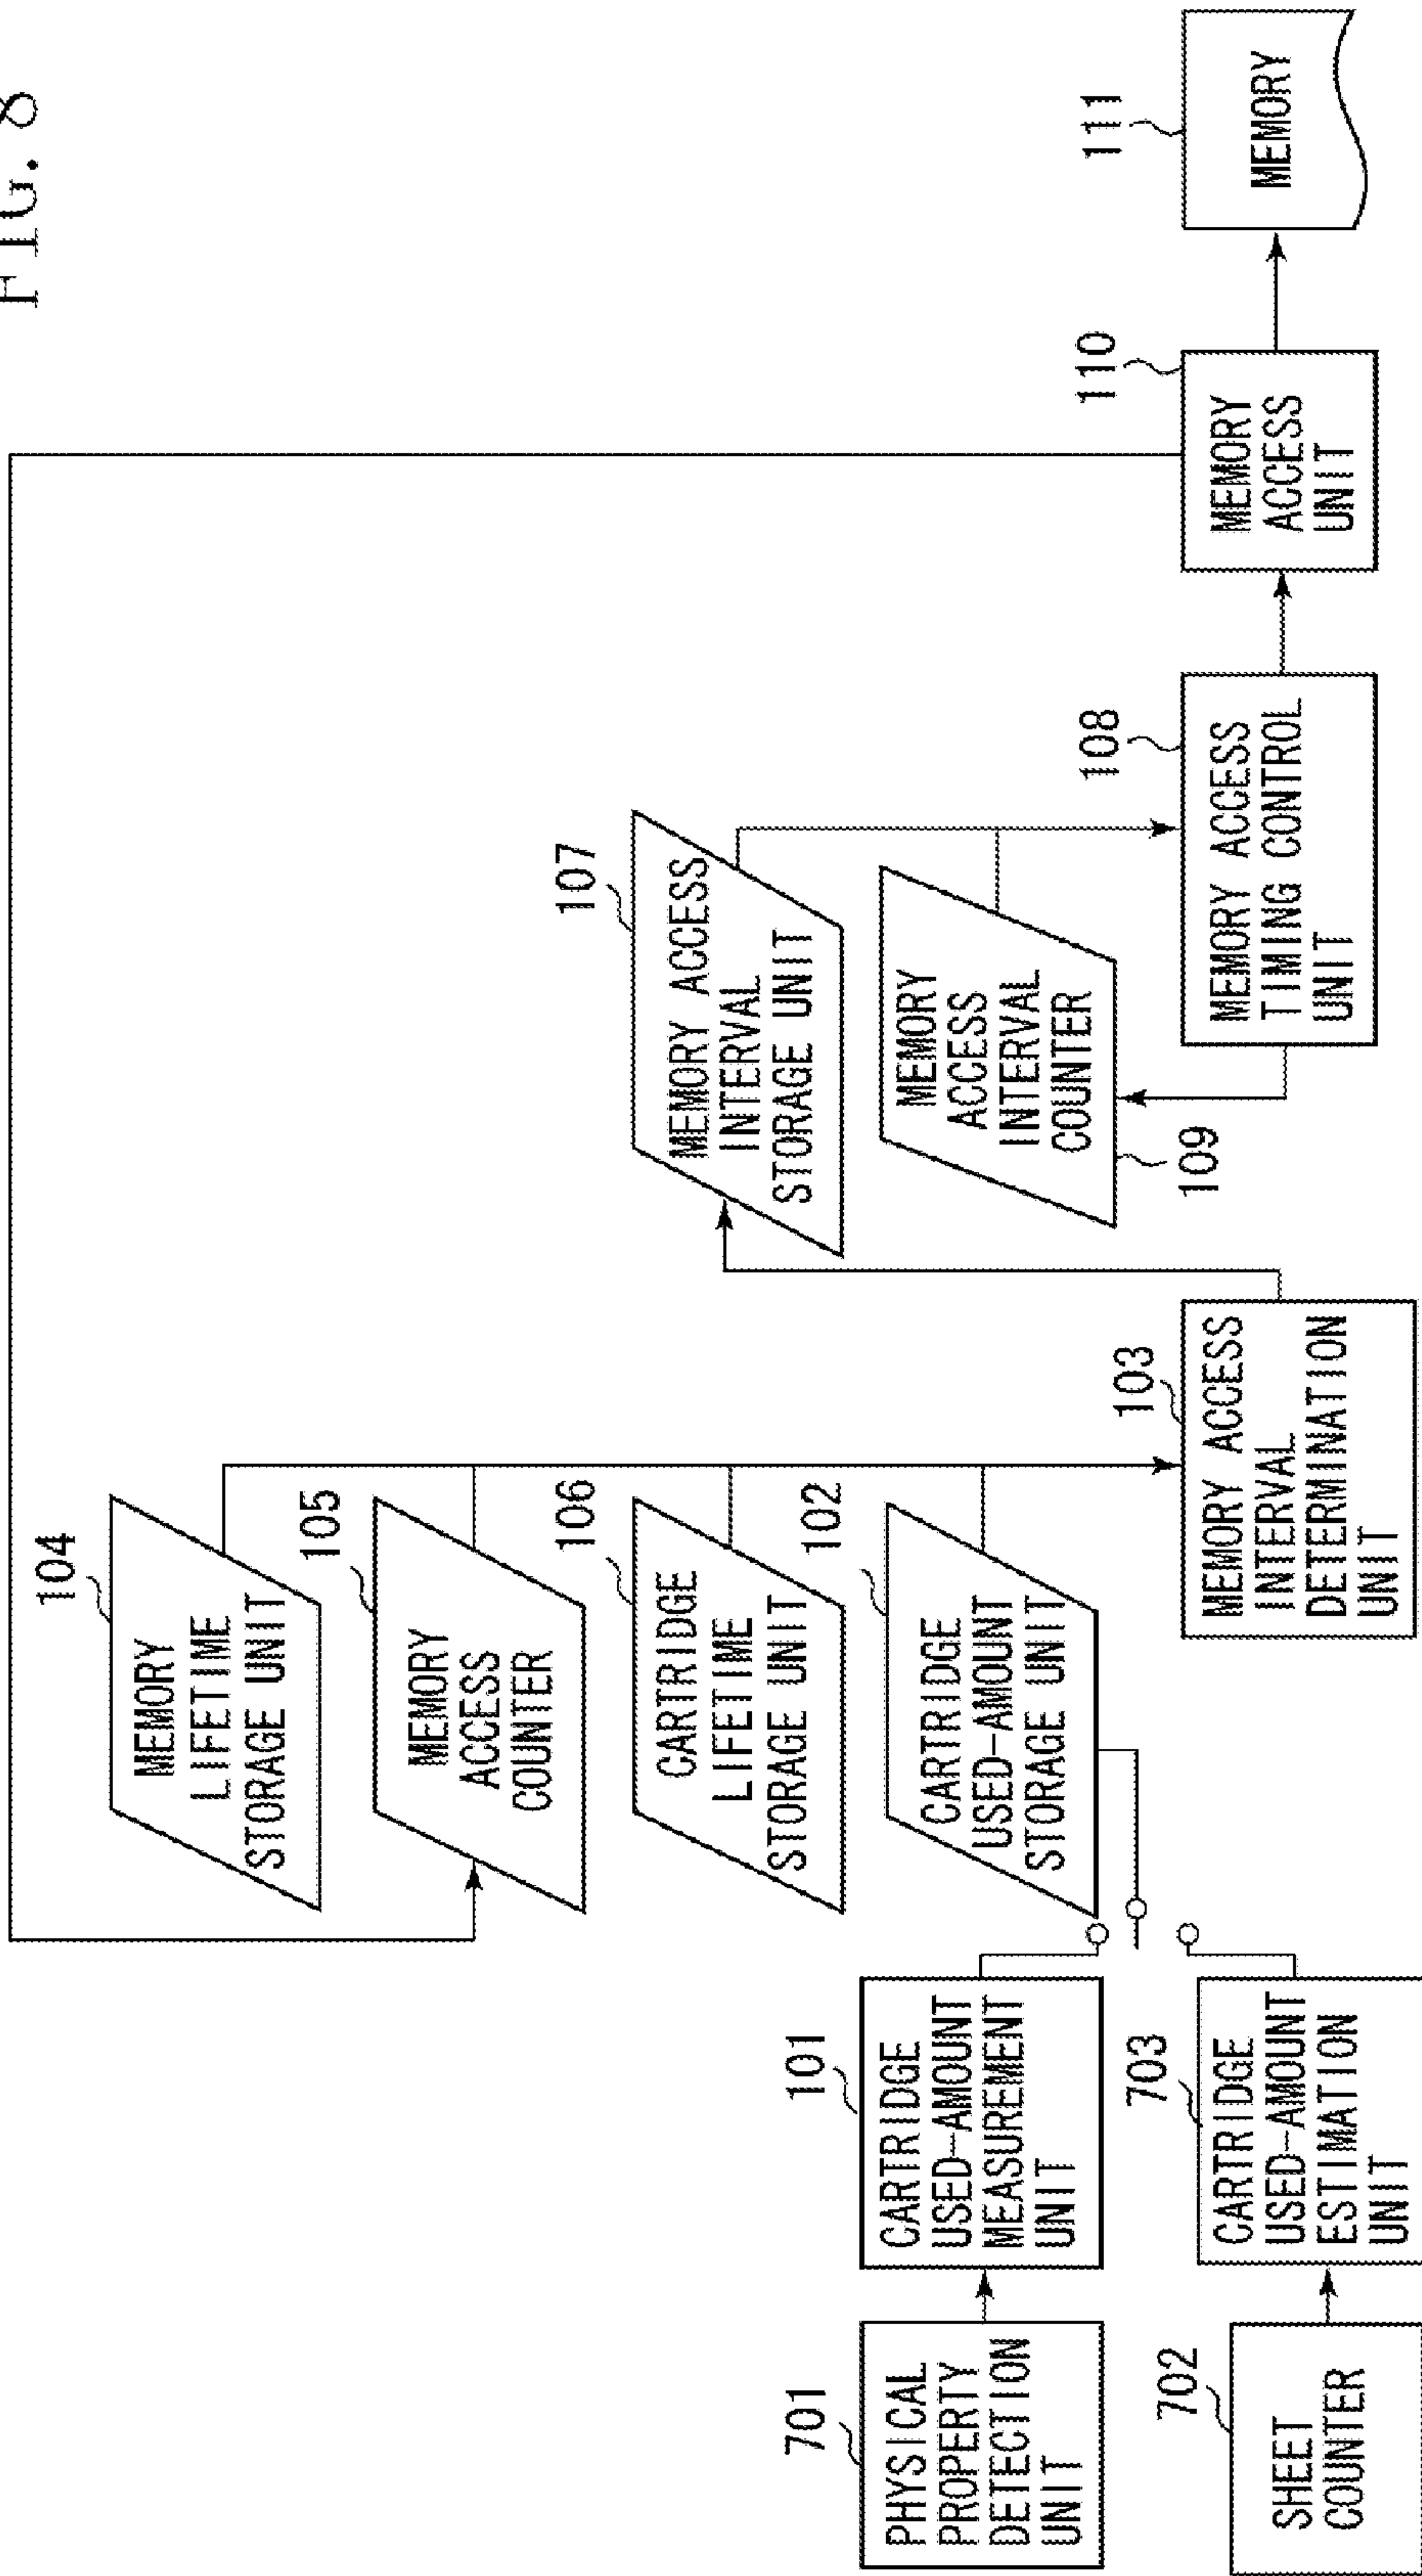 FIG. 8
104
MEMORY
LIFETIME
STORAGE UNIT
105
MEMORY
ACCESS
COUNTER
106
CARTRIDGE
LIFETIME
STORAGE UNIT
102
CARTRIDGE
USED-AMOUNT
STORAGE UNIT
701
PHYSICAL
PROPERTY
DETECTION
UNIT
101
CARTRIDGE
USED-AMOUNT
MEASUREMENT
UNIT
702
SHEET
COUNTER
703
CARTRIDGE
USED-AMOUNT
ESTIMATION
UNIT
103
MEMORY ACCESS
INTERVAL
DETERMINATION
UNIT
107
MEMORY ACCESS
INTERVAL
STORAGE UNIT
MEMORY
ACCESS
INTERVAL
COUNTER
109
108
MEMORY ACCESS
TIMING CONTROL
UNIT
110
MEMORY
ACCESS
UNIT
111
MEMORY